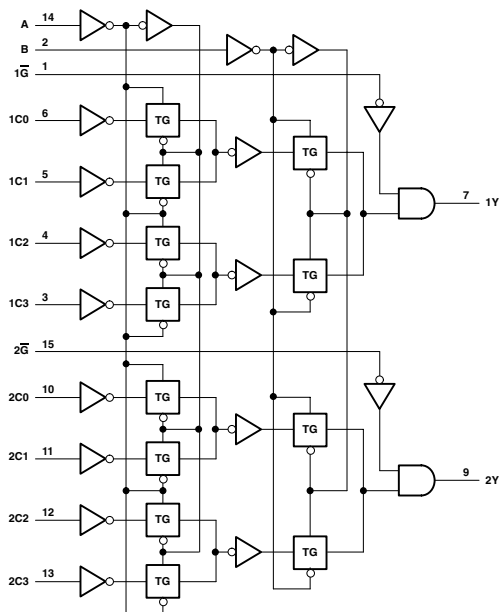 A 14
B 2
1G̅ 1
1C0 6 TG
TG 7 1Y
1C1 5 TG
1C2 4 TG
TG
1C3 3 TG
2G̅ 15
2C0 10 TG
TG 9 2Y
2C1 11 TG
2C2 12 TG
TG
2C3 13 TG